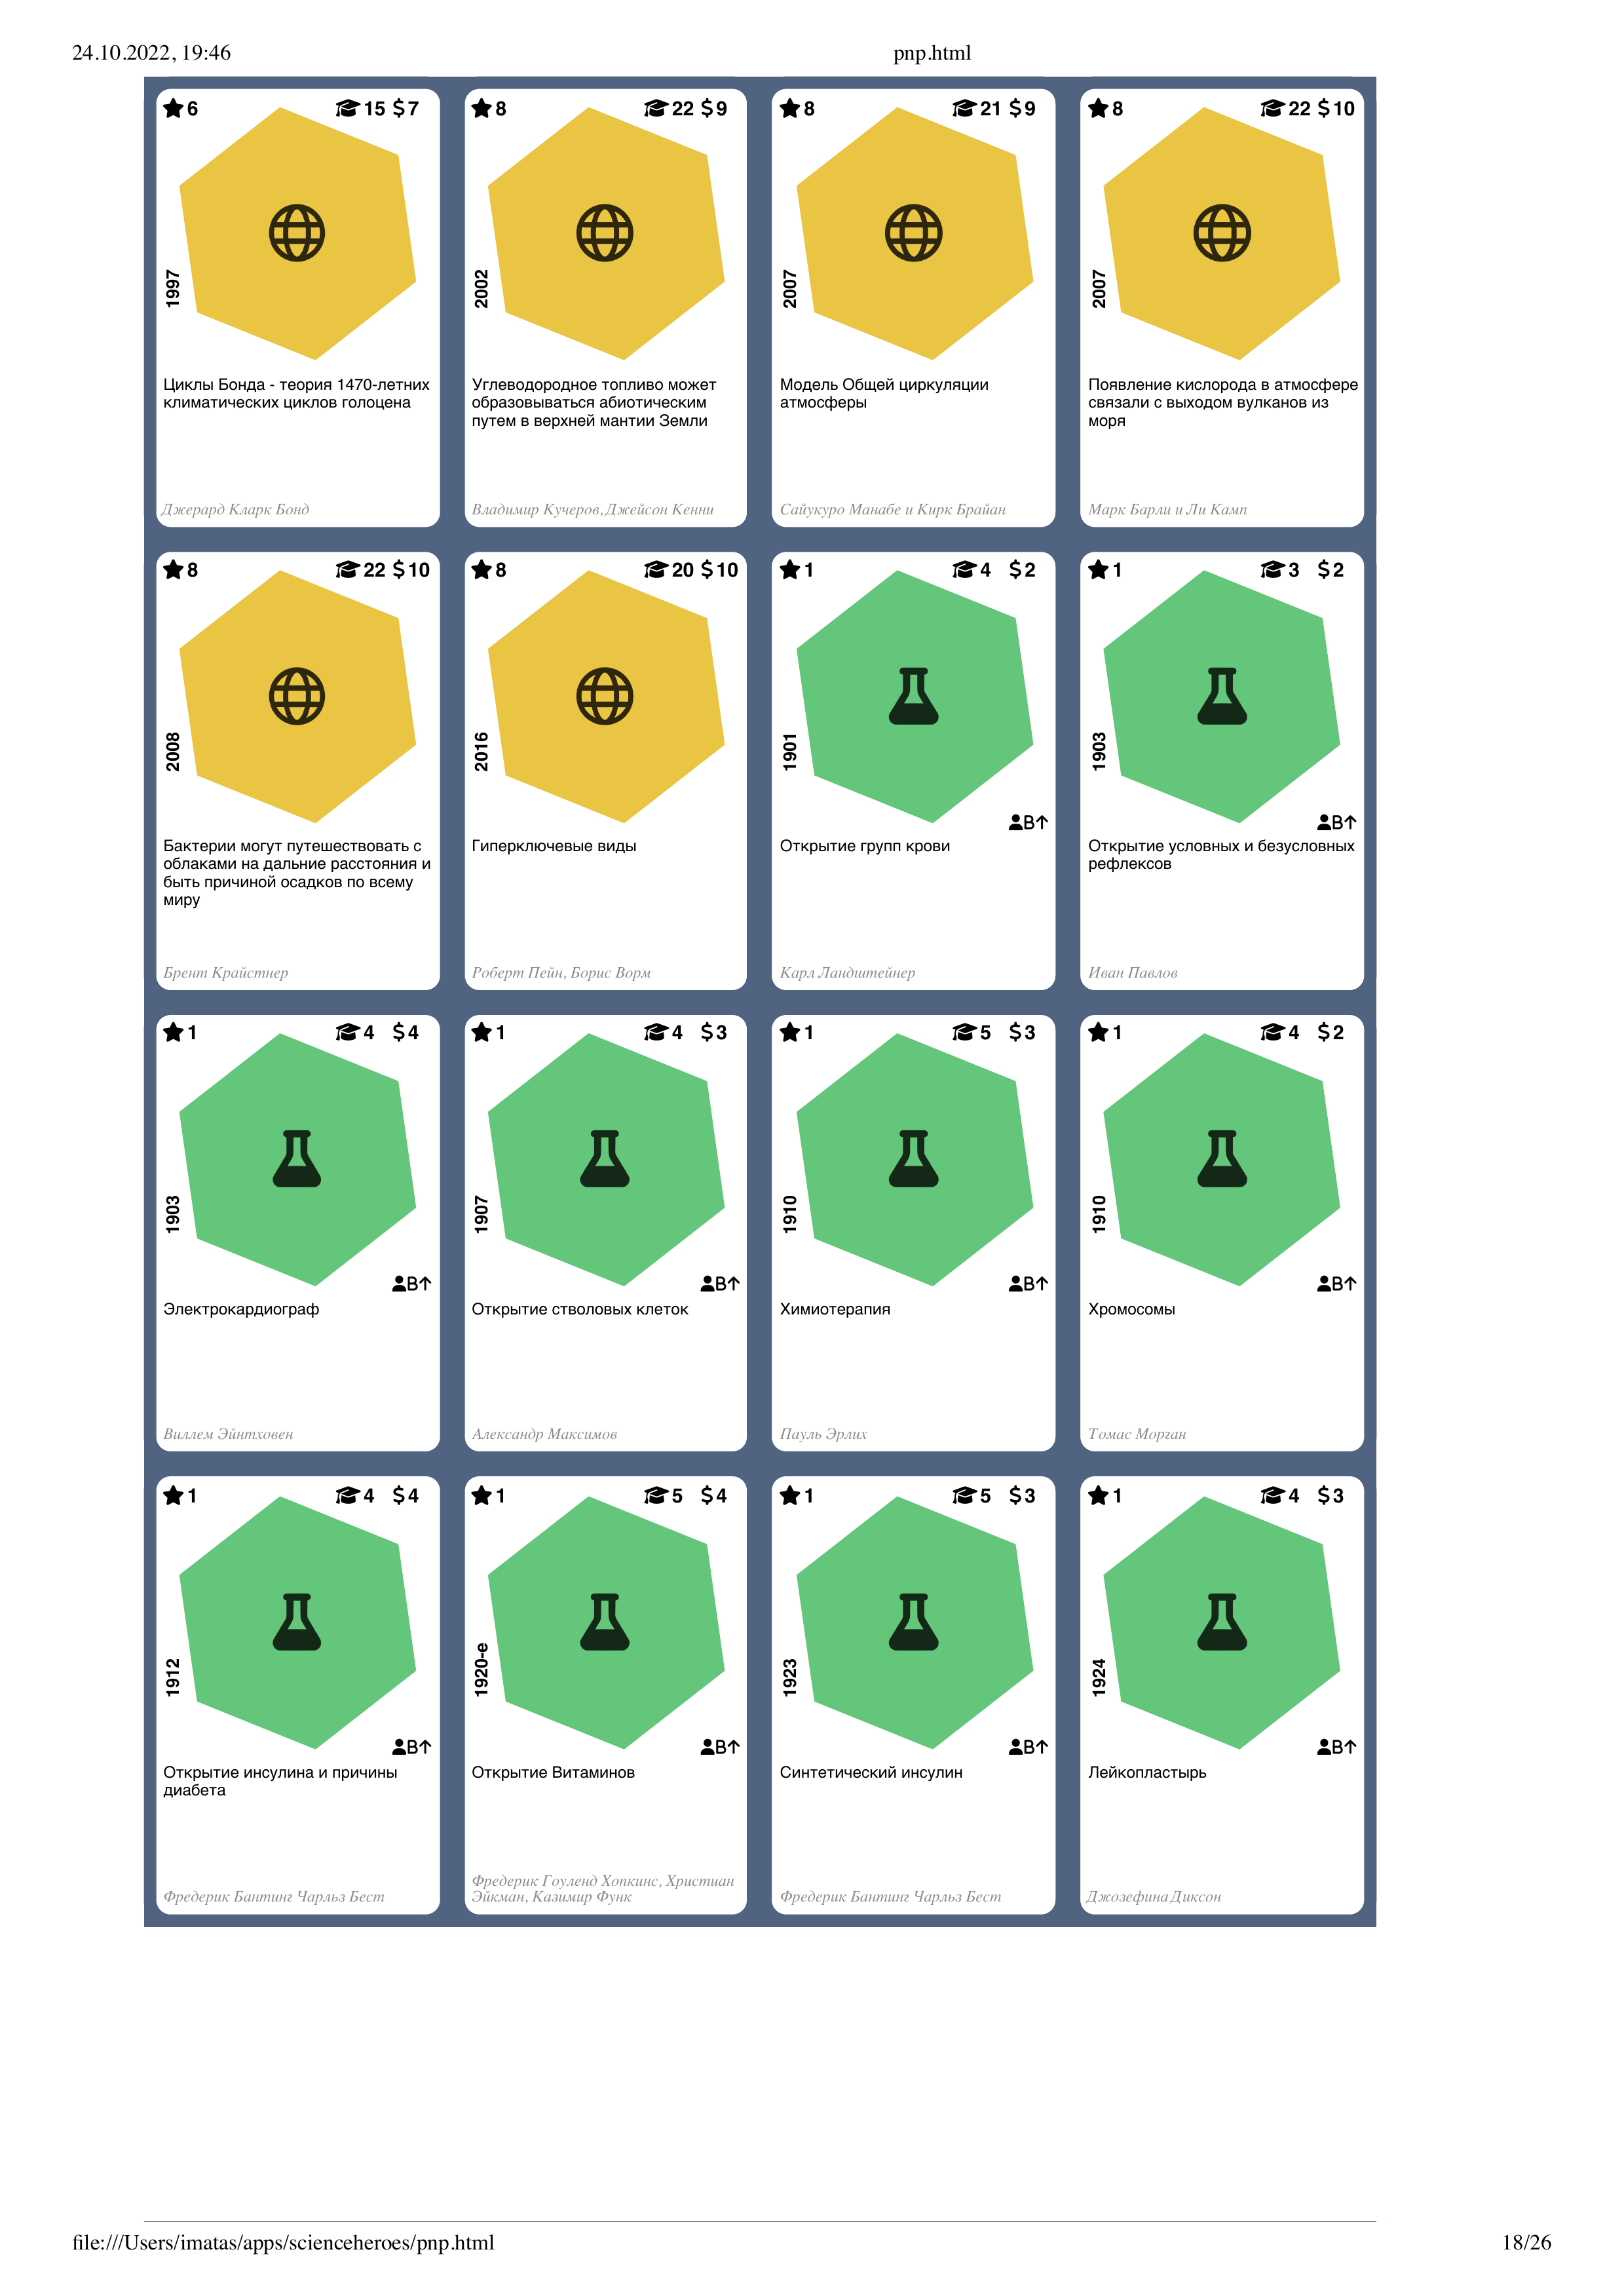 24.10.2022, 19:46
pnp.html
6 15 $7
1997
Циклы Бонда - теория 1470-летних
климатических циклов голоцена
Джерард Кларк Бонд
8 22 $9
2002
Углеводородное топливо может
образовываться абиотическим
путем в верхней мантии Земли
Владимир Кучеров,Джейсон Кенни
8 21 $9
2007
Модель Общей циркуляции
атмосферы
Сайукуро Манабе и Кирк Брайан
8 22 $10
2007
Появление кислорода в атмосфере
связали с выходом вулканов из
моря
Марк Барли и Ли Камп
8 22 $10
2008
Бактерии могут путешествовать с
облаками на дальние расстояния и
быть причиной осадков по всему
миру
Брент Крайстнер
8 20 $10
2016
Гиперключевые виды
Роберт Пейн, Борис Ворм
1 4 $2
1901
B↑
Открытие групп крови
Карл Ландштейнер
1 3 $2
1903
B↑
Открытие условных и безусловных
рефлексов
Иван Павлов
1 4 $4
1903
B↑
Электрокардиограф
Виллем Эйнтховен
1 4 $3
1907
B↑
Открытие стволовых клеток
Александр Максимов
1 5 $3
1910
B↑
Химиотерапия
Пауль Эрлих
1 4 $2
1910
B↑
Хромосомы
Томас Морган
1 4 $4
1912
B↑
Открытие инсулина и причины
диабета
Фредерик Бантинг Чарльз Бест
1 5 $4
1920-е
B↑
Открытие Витаминов
Фредерик Гоуленд Хопкинс, Христиан
Эйкман, Казимир Функ
1 5 $3
1923
B↑
Синтетический инсулин
Фредерик Бантинг Чарльз Бест
1 4 $3
1924
B↑
Лейкопластырь
Джозефина Диксон
file:///Users/imatas/apps/scienceheroes/pnp.html
18/26